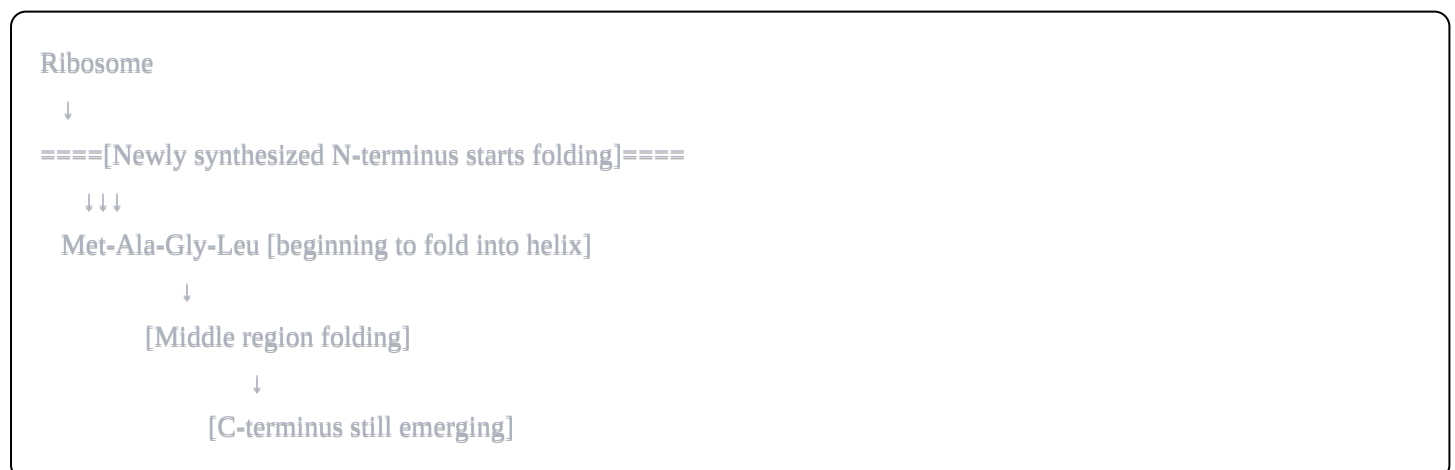 Ribosome
↓
====[Newly synthesized N-terminus starts folding]====
↓↓↓
Met-Ala-Gly-Leu [beginning to fold into helix]
↓
[Middle region folding]
↓
[C-terminus still emerging]